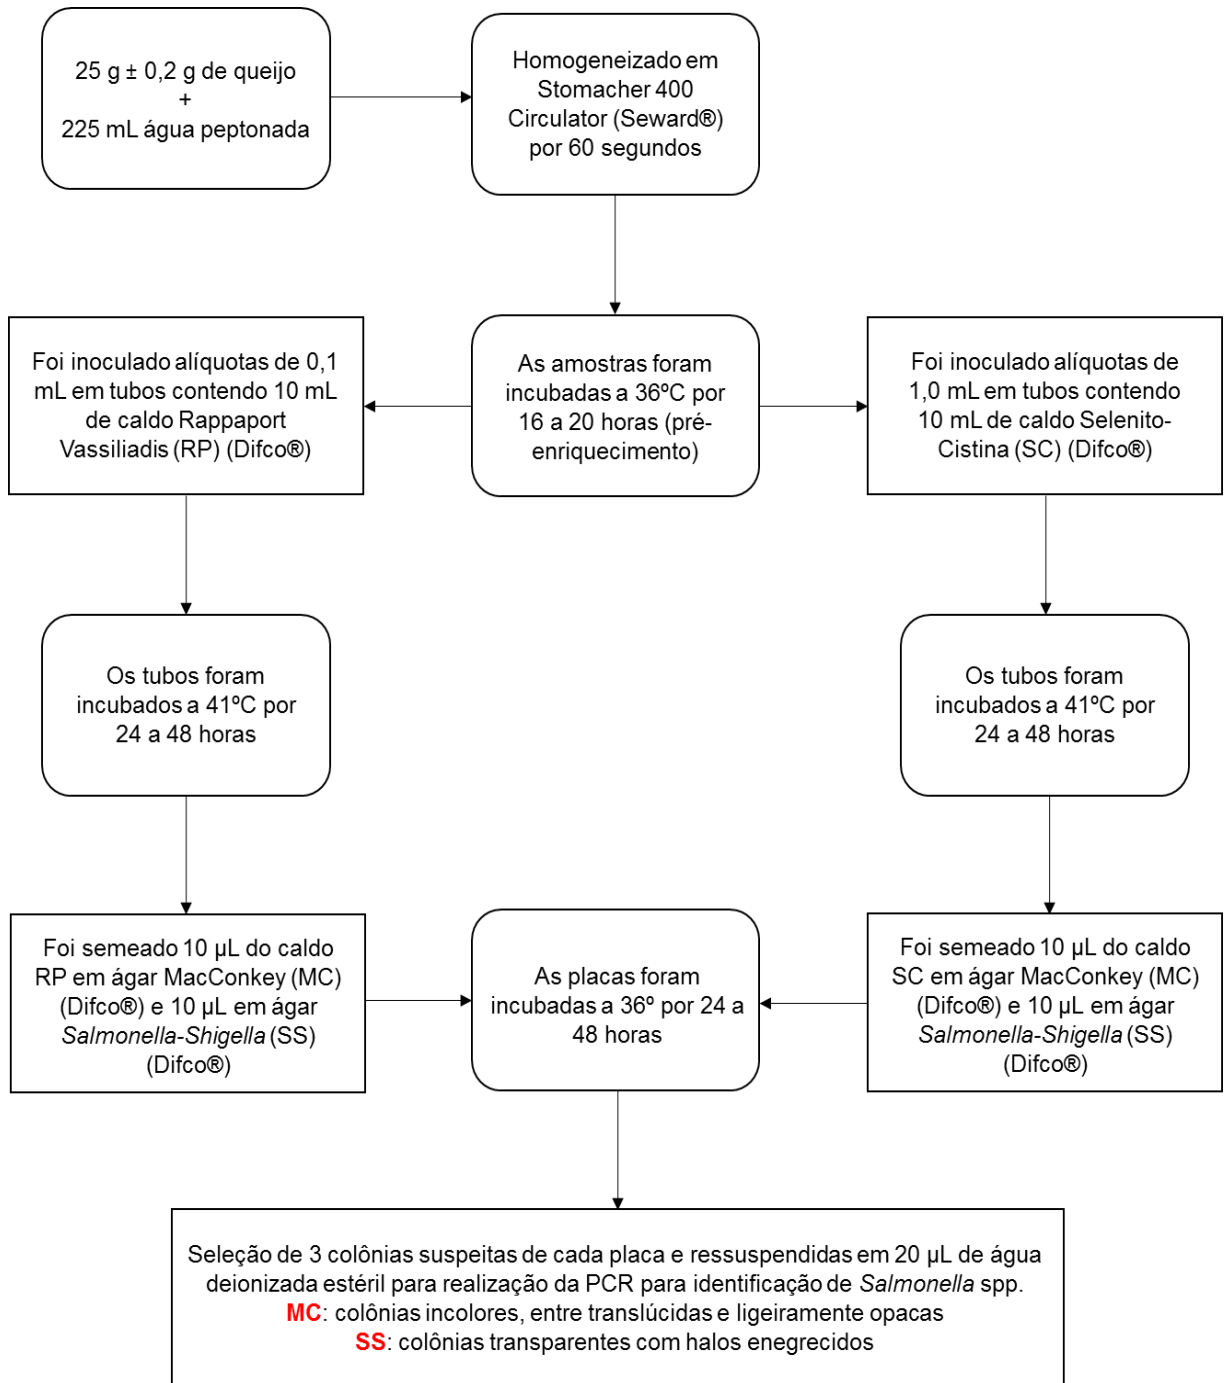 25 g ± 0,2 g de queijo
+
225 mL água peptonada
Homogeneizado em
Stomacher 400
Circulator (Seward®)
por 60 segundos
Foi inoculado alíquotas de 0,1
mL em tubos contendo 10 mL
de caldo Rappaport
Vassiliadis (RP) (Difco®)
As amostras foram
incubadas a 36ºC por
16 a 20 horas (pré-
enriquecimento)
Foi inoculado alíquotas de
1,0 mL em tubos contendo
10 mL de caldo Selenito-
Cistina (SC) (Difco®)
Os tubos foram
incubados a 41ºC por
24 a 48 horas
Os tubos foram
incubados a 41ºC por
24 a 48 horas
Foi semeado 10 µL do caldo
RP em ágar MacConkey (MC)
(Difco®) e 10 µL em ágar
Salmonella-Shigella (SS)
(Difco®)
As placas foram
incubadas a 36º por 24 a
48 horas
Foi semeado 10 µL do caldo
SC em ágar MacConkey (MC)
(Difco®) e 10 µL em ágar
Salmonella-Shigella (SS)
(Difco®)
Seleção de 3 colônias suspeitas de cada placa e ressuspendidas em 20 µL de água
deionizada estéril para realização da PCR para identificação de Salmonella spp.
MC: colônias incolores, entre translúcidas e ligeiramente opacas
SS: colônias transparentes com halos enegrecidos